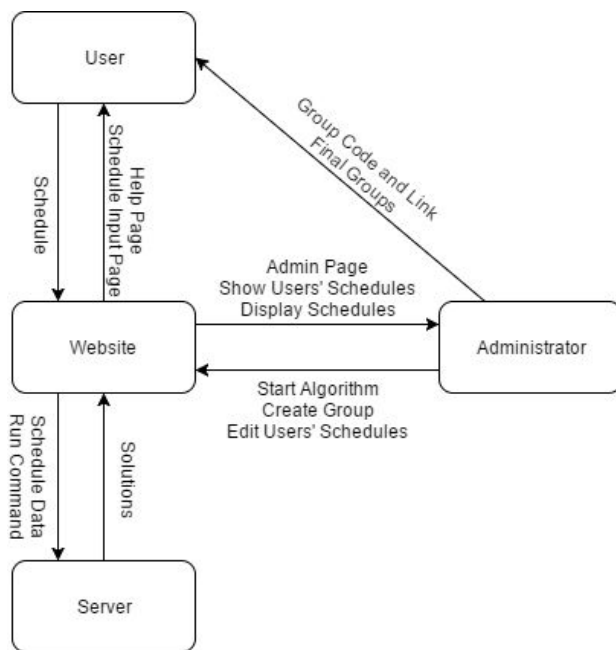 User
Group Code and Link
Final Groups
Schedule
Help Page
Schedule Input Page
Admin Page
Show Users' Schedules
Display Schedules
Website
Administrator
Start Algorithm
Create Group
Edit Users' Schedules
Schedule Data
Run Command
Solutions
Server